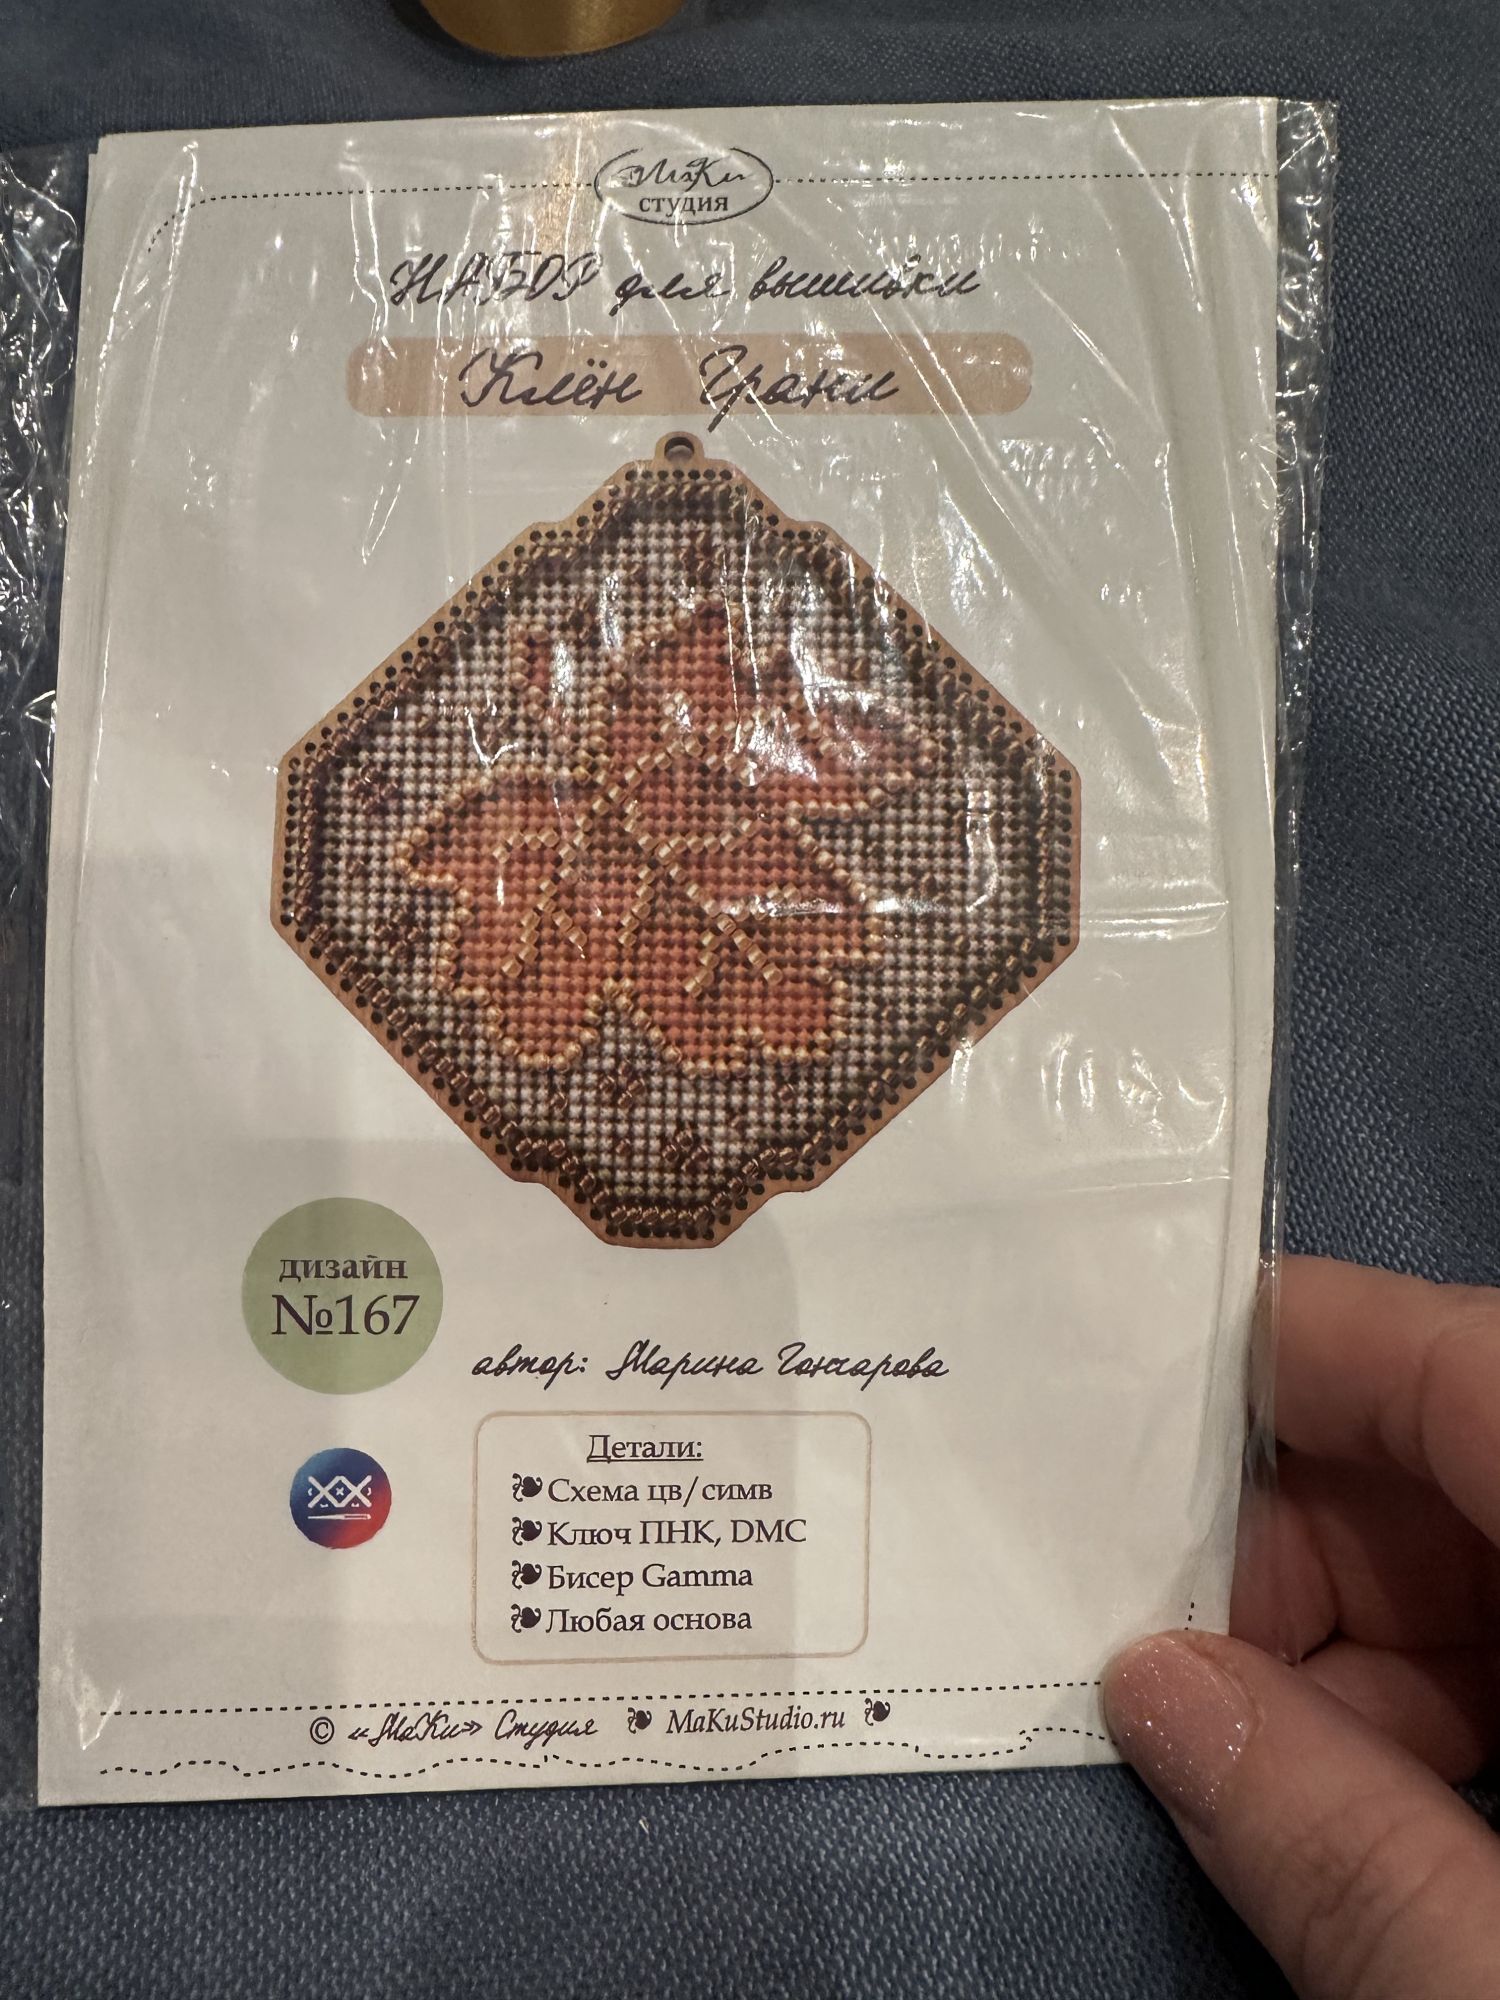 МаКи
студия
НАБОР для вышивки
Клён Грани
дизайн
№167
автор: Марина Гончарова
Детали:
Схема цв/симв
Ключ ПНК, DMC
Бисер Gamma
Любая основа
© «МаКи» Студия MaKuStudio.ru